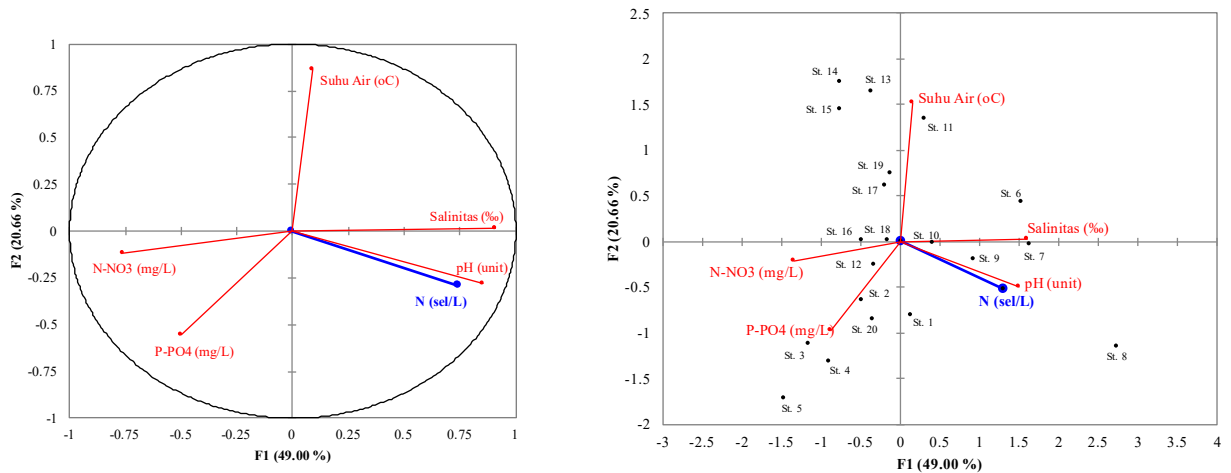 1
0.75
0.5
0.25
0
-0.25
-0.5
-0.75
-1
F2 (20.66 %)
Suhu Air (oC)
Salinitas (‰)
N-NO3 (mg/L)
pH (unit)
N (sel/L)
P-PO4 (mg/L)
-1 -0.75 -0.5 -0.25 0 0.25 0.5 0.75 1
F1 (49.00 %)
2.5
2
1.5
1
0.5
0
-0.5
-1
-1.5
-2
F2 (20.66 %)
St. 14
St. 13
St. 15
Suhu Air (oC)
St. 11
St. 19
St. 17
St. 6
St. 16
St. 18
St. 10
Salinitas (‰)
St. 7
St. 9
St. 12
N-NO3 (mg/L)
pH (unit)
St. 2
N (sel/L)
St. 1
St. 20
P-PO4 (mg/L)
St. 3
St. 4
St. 8
St. 5
-3 -2.5 -2 -1.5 -1 -0.5 0 0.5 1 1.5 2 2.5 3 3.5 4
F1 (49.00 %)